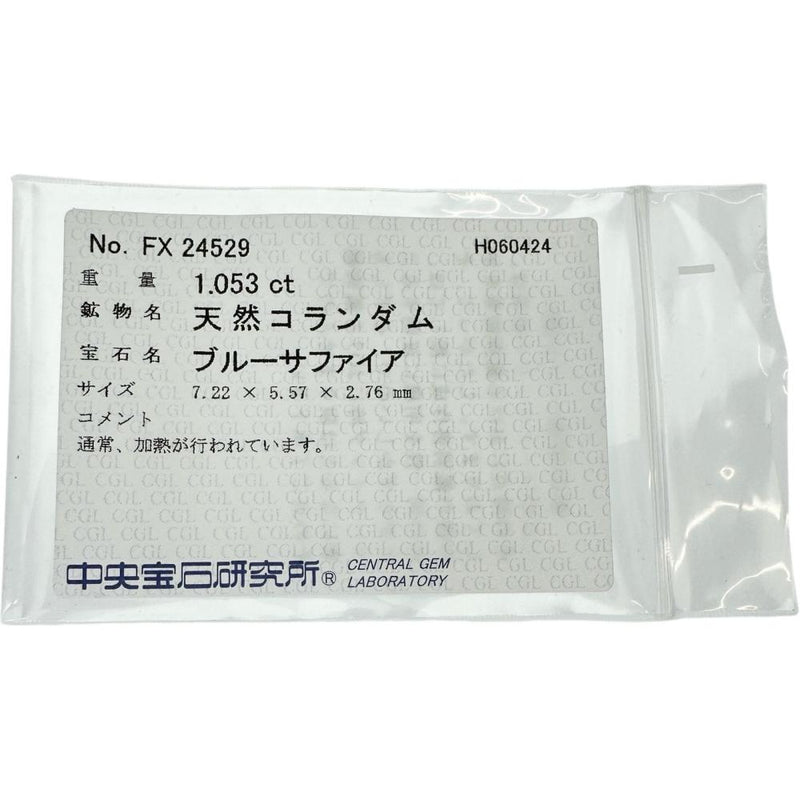 No. FX 24529 H060424
重量 1.053 ct
鉱物名 天然コランダム
宝石名 ブルーサファイア
サイズ 7.22 × 5.57 × 2.76 mm
コメント
通常、加熱が行われています。
中央宝石研究所® CENTRAL GEM LABORATORY